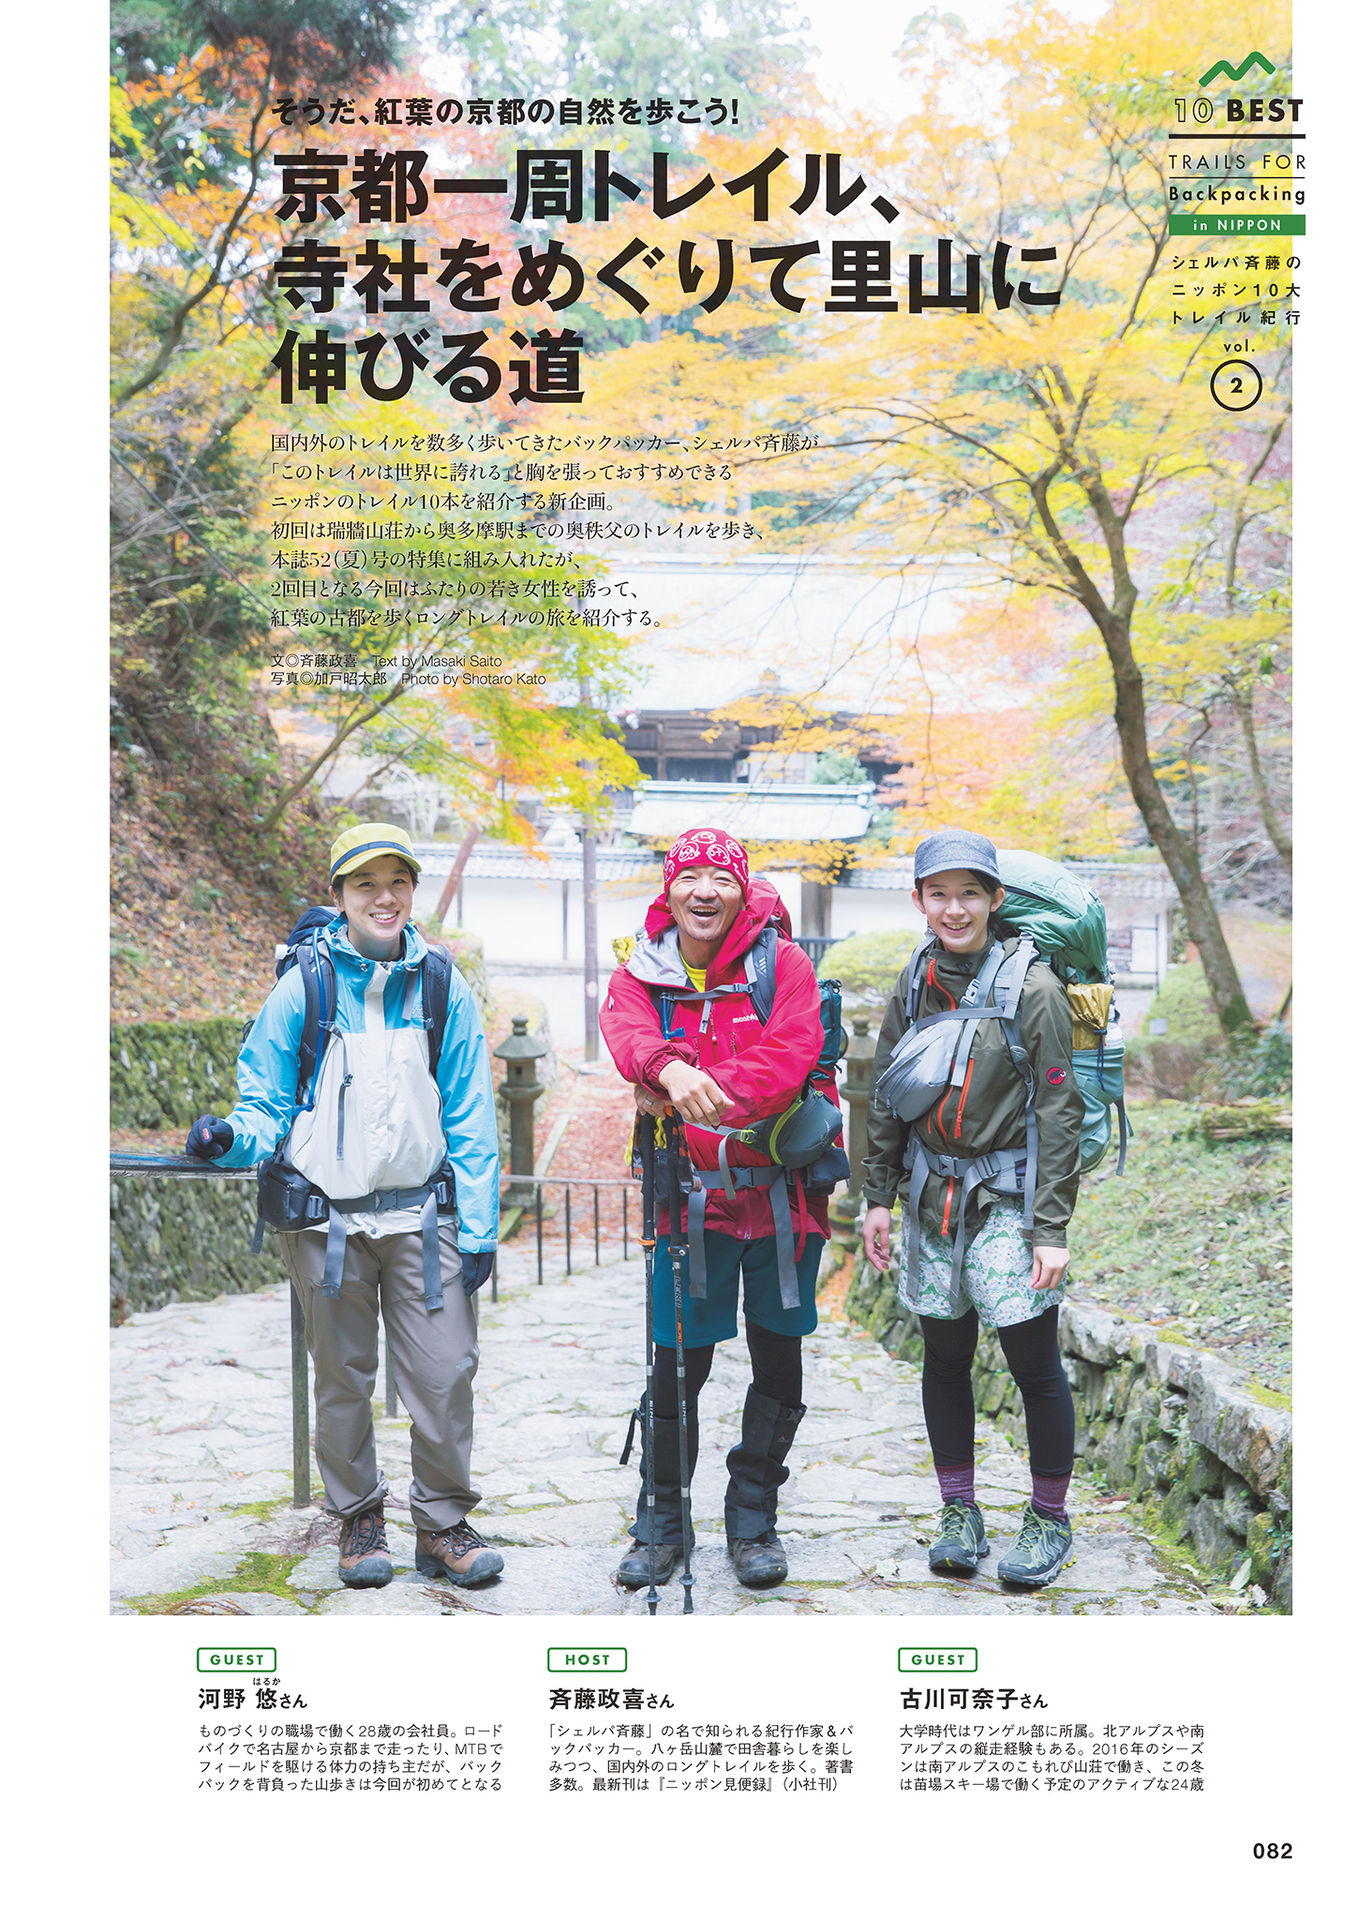 そうだ、紅葉の京都の自然を歩こう!
京都一周トレイル、
寺社をめぐりて里山に
伸びる道
国内外のトレイルを数多く歩いてきたバックパッカー、シェルパ斉藤が
「このトレイルは世界に誇れる」と胸を張っておすすめできる
ニッポンのトレイル10本を紹介する新企画。
初回は瑞牆山荘から奥多摩駅までの奥秩父のトレイルを歩き、
本誌52(夏)号の特集に組み入れたが、
2回目となる今回はふたりの若き女性を誘って、
紅葉の古都を歩くロングトレイルの旅を紹介する。
文◎斉藤政喜 Text by Masaki Saito
写真◎加戸昭太郎 Photo by Shotaro Kato
10 BEST
TRAILS FOR
Backpacking
in NIPPON
シェルパ斉藤の
ニッポン10大
トレイル紀行
vol.
2
mont-bell
GUEST
はるか
河野 悠さん
ものづくりの職場で働く28歳の会社員。ロード
バイクで名古屋から京都まで走ったり、MTBで
フィールドを駆ける体力の持ち主だが、バック
パックを背負った山歩きは今回が初めてとなる
HOST
斉藤政喜さん
「シェルパ斉藤」の名で知られる紀行作家&バ
ックパッカー。八ヶ岳山麓で田舎暮らしを楽し
みつつ、国内外のロングトレイルを歩く。著書
多数。最新刊は『ニッポン見便録』(小社刊)
GUEST
古川可奈子さん
大学時代はワンゲル部に所属。北アルプスや南
アルプスの縦走経験もある。2016年のシーズ
ンは南アルプスのこもれび山荘で働き、この冬
は苗場スキー場で働く予定のアクティブな24歳
082